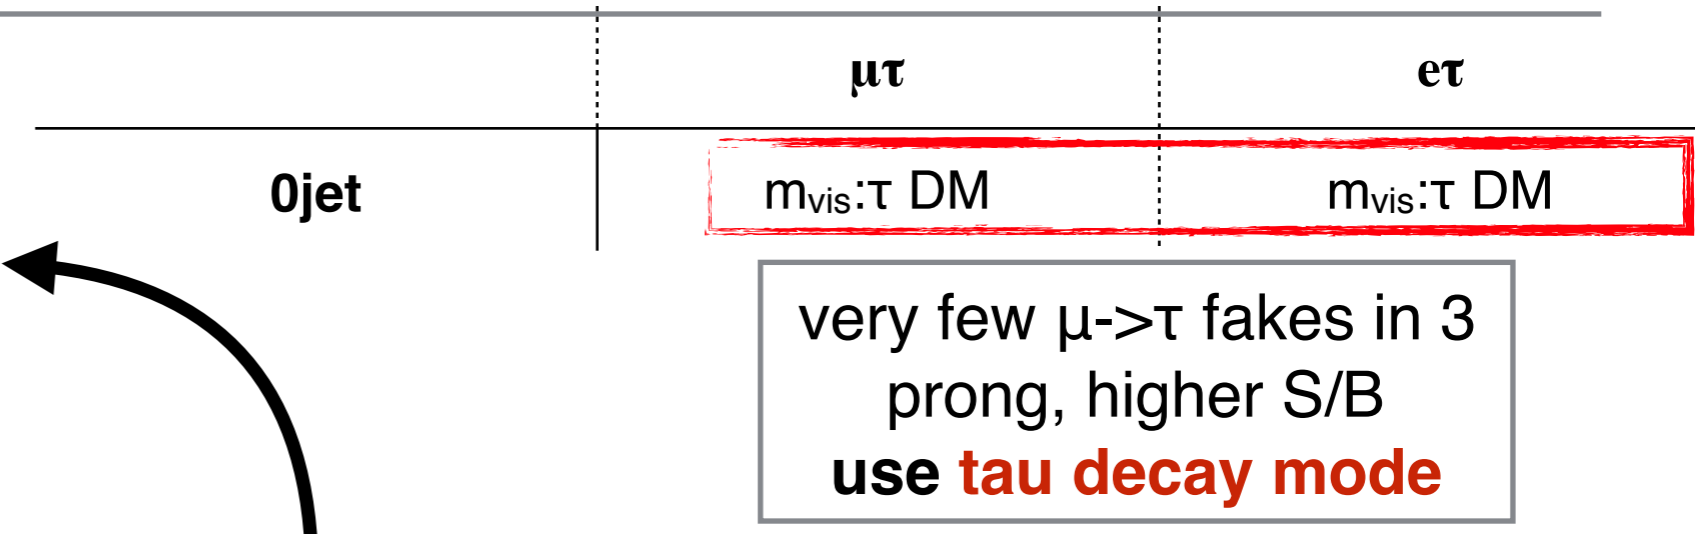 μτ eτ
0jet mvis:τ DM mvis:τ DM
very few μ->τ fakes in 3
prong, higher S/B
use tau decay mode